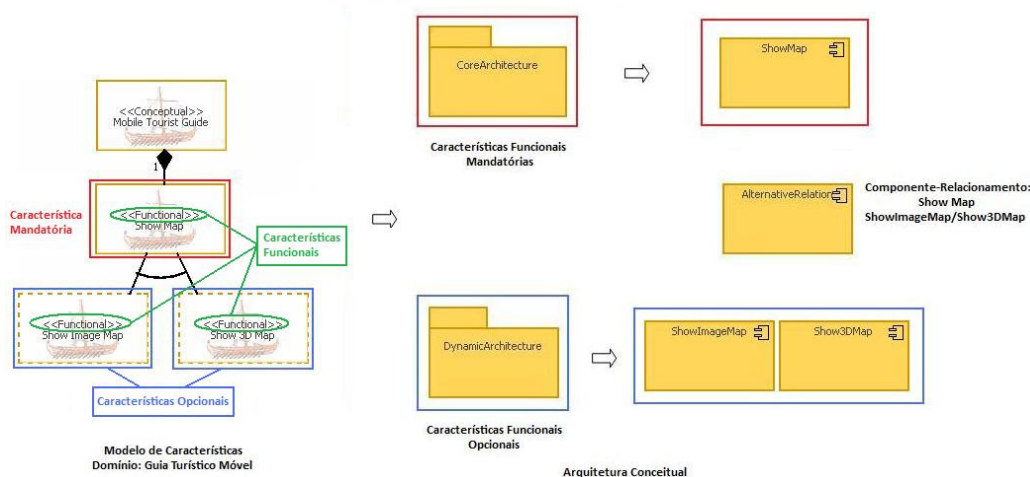 <<Conceptual>>
Mobile Tourist Guide
1
Característica
Mandatória
<<Functional>>
Show Map
Características
Funcionais
<<Functional>>
Show Image Map
<<Functional>>
Show 3D Map
Características Opcionais
Modelo de Características
Domínio: Guia Turístico Móvel
CoreArchitecture
Características Funcionais
Mandatórias
ShowMap
AlternativeRelation
Componente-Relacionamento:
Show Map
ShowImageMap/Show3DMap
DynamicArchitecture
Características Funcionais
Opcionais
ShowImageMap
Show3DMap
Arquitetura Conceitual